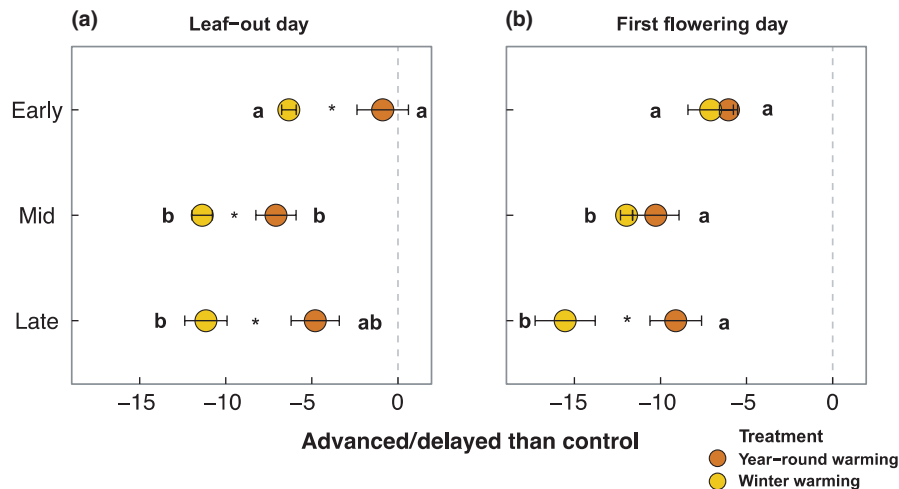 (a) Leaf−out day
(b) First flowering day
Early a * a a a
Mid b * b b a
Late b * ab b * a
−15 −10 −5 0 −15 −10 −5 0
Advanced/delayed than control
Treatment
Year−round warming
Winter warming